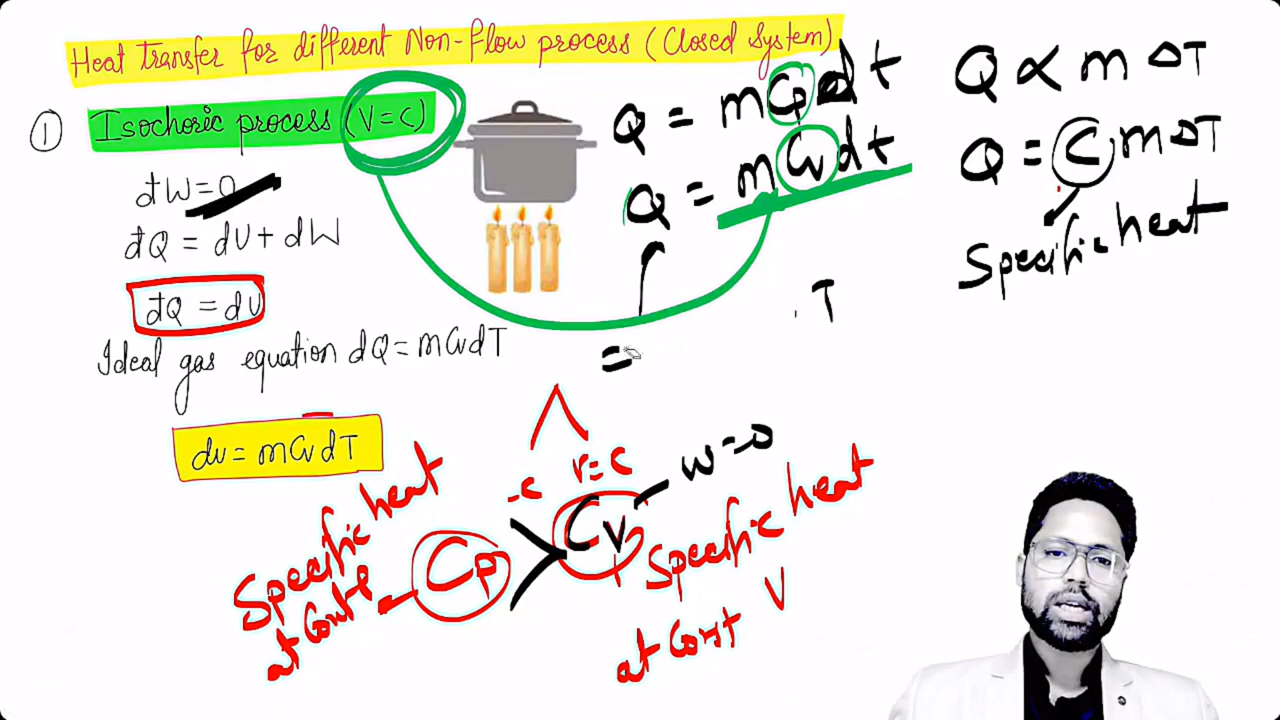 Heat transfer for different Non-flow process (Closed System)
① Isochoric process (V=C)
dW=0
dQ = dU+dW
dQ = dU
Ideal gas equation dQ=mCvdT
du=mCvdT
Q = mCpdt
Q = mCvdt
Q ∝ m ΔT
Q = C mΔT
Specific heat
T
=
-c
V=C
W=0
Specific heat
at Const P
Cp > Cv
Specific heat
at Const V